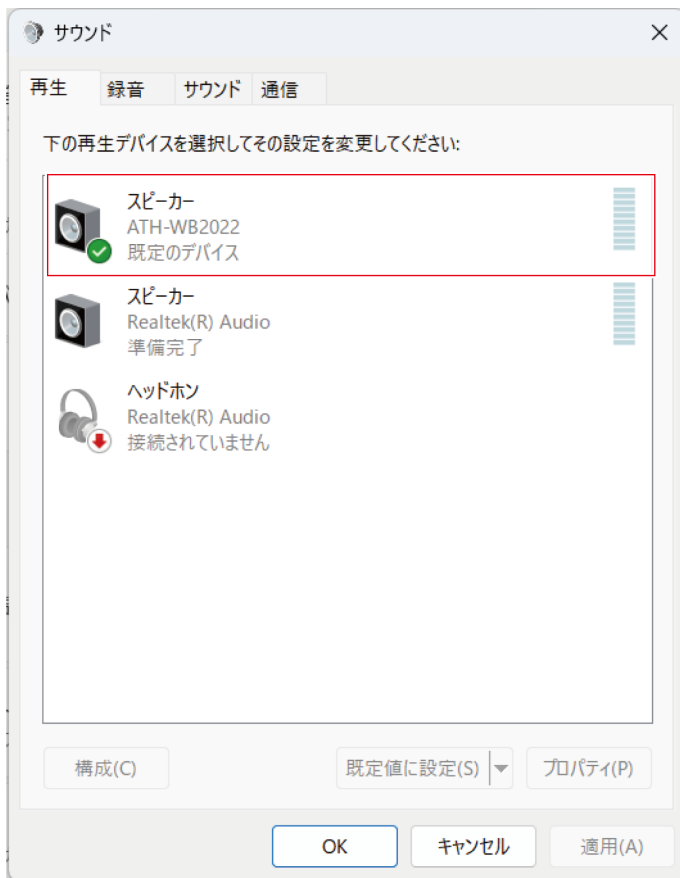 サウンド
再生 録音 サウンド 通信
下の再生デバイスを選択してその設定を変更してください:
スピーカー
ATH-WB2022
既定のデバイス
スピーカー
Realtek(R) Audio
準備完了
ヘッドホン
Realtek(R) Audio
接続されていません
構成(C) 既定値に設定(S) プロパティ(P)
OK キャンセル 適用(A)